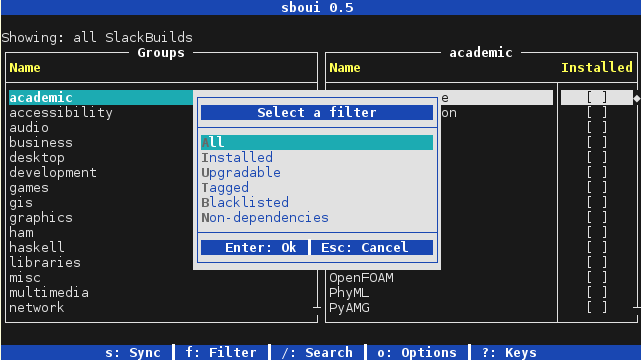 sboui 0.5
Showing: all SlackBuilds
Groups
Name
academic
accessibility
audio
business
desktop
development
games
gis
graphics
ham
haskell
libraries
misc
multimedia
network
academic
Name Installed
e [ ]
on [ ]
[ ]
[ ]
[ ]
[ ]
[ ]
[ ]
[ ]
[ ]
[ ]
[ ]
OpenFOAM [ ]
PhyML [ ]
PyAMG [ ]
Select a filter
All
Installed
Upgradable
Tagged
Blacklisted
Non-dependencies
Enter: Ok Esc: Cancel
s: Sync f: Filter /: Search o: Options ?: Keys